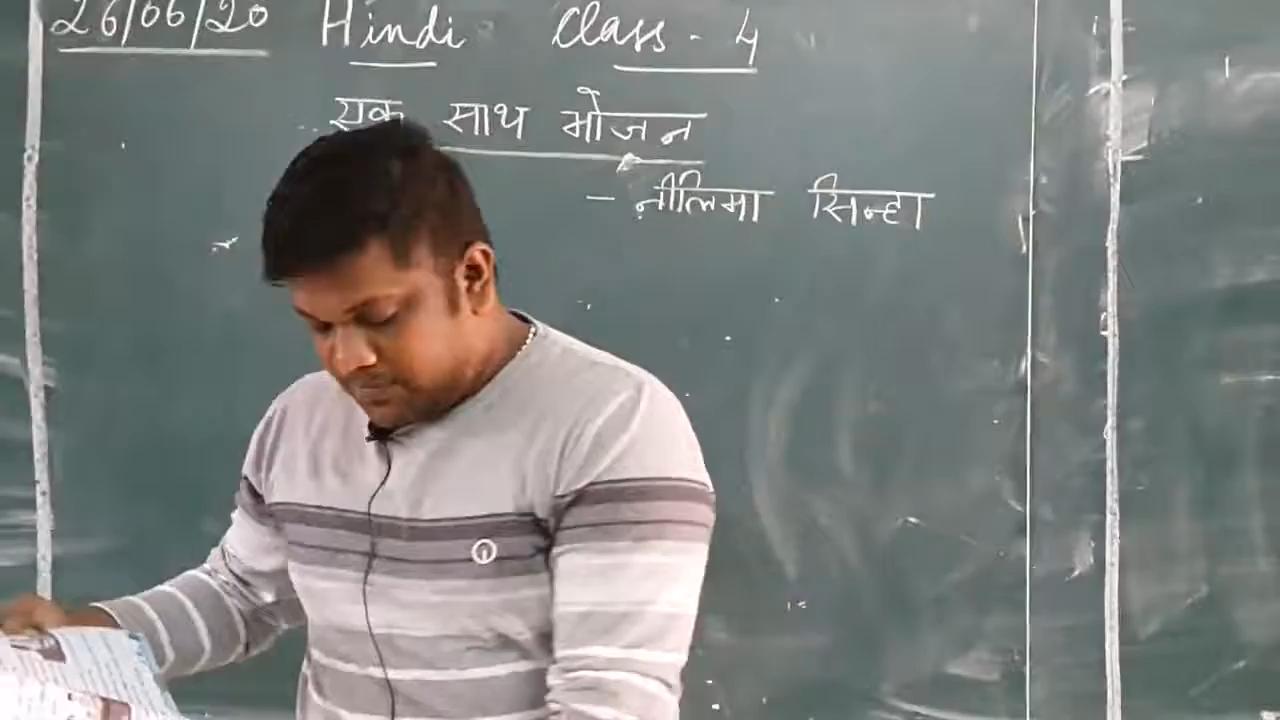 26/06/20 Hindi Class - 4
एक साथ भोजन
- नीलिमा सिन्हा